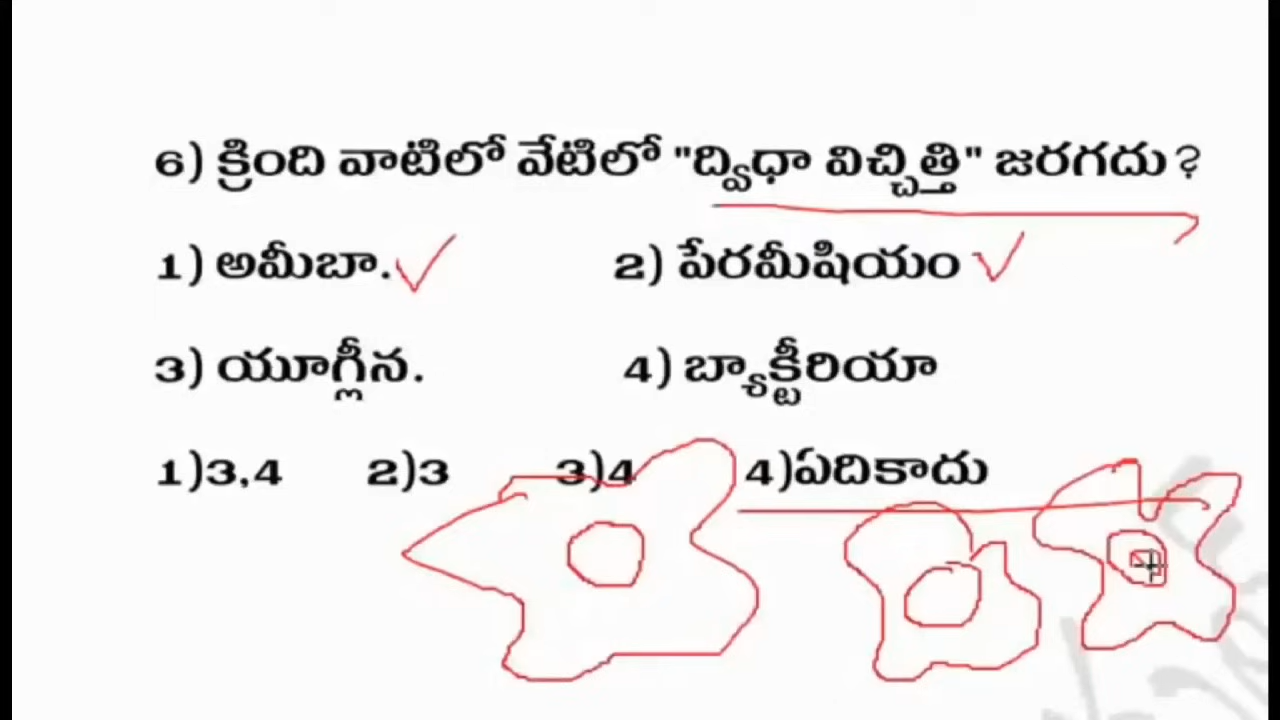 6) క్రింది వాటిలో వేటిలో "ద్విధా విచ్చిత్తి" జరగదు?
1) అమీబా. 2) పేరమీషియం
3) యూగ్లీన. 4) బ్యాక్టీరియా
1)3,4 2)3 3)4 4)ఏదికాదు